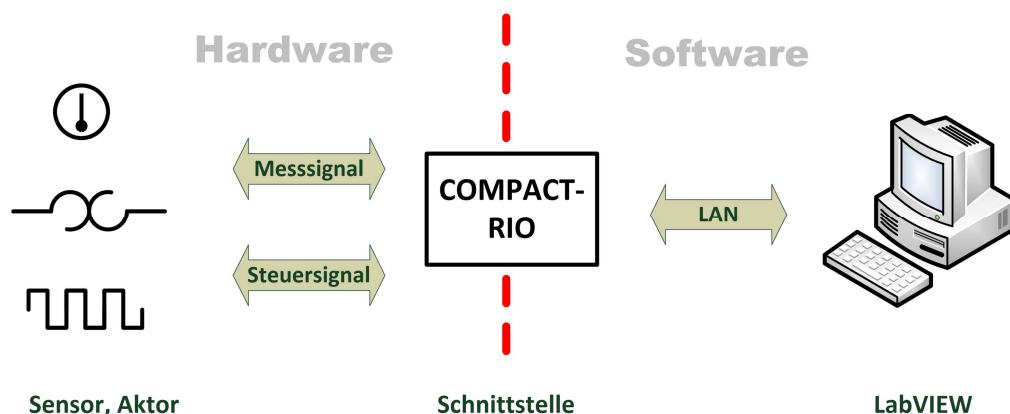 Hardware
Software
Messsignal
COMPACT-
RIO
LAN
Steuersignal
Sensor, Aktor
Schnittstelle
LabVIEW